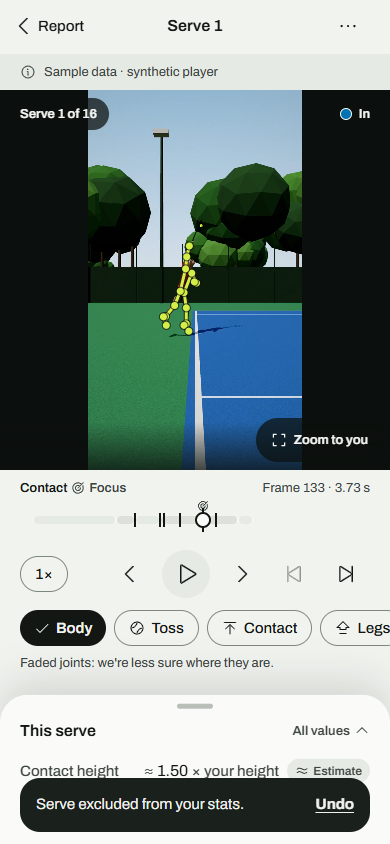 Report
Serve 1
Sample data · synthetic player
Serve 1 of 16
In
Zoom to you
Contact Focus
Frame 133 · 3.73 s
1×
Body
Toss
Contact
Legs
Faded joints: we're less sure where they are.
This serve
All values
Contact height ≈ 1.50 × your height ≈ Estimate
Serve excluded from your stats.
Undo